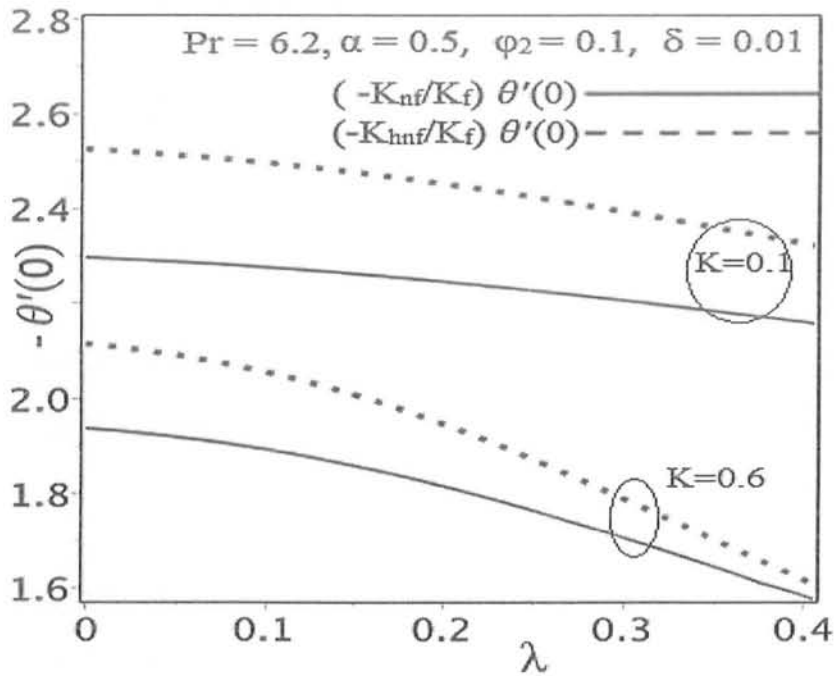 2.8
Pr = 6.2, α = 0.5, φ₂ = 0.1, δ = 0.01
(-Kₙf/K_f) θ'(0)
2.6
(-Kₕₙf/K_f) θ'(0)
2.4
K=0.1
- θ'(0)
2.2
2.0
K=0.6
1.8
1.6
0 0.1 0.2 0.3 0.4
λ